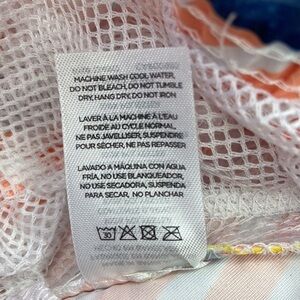 MACHINE WASH COOL WATER,
DO NOT BLEACH, DO NOT TUMBLE
DRY, HANG DRY, DO NOT IRON
LAVER À LA MACHINE À L'EAU
FROIDE AU CYCLE NORMAL,
NE PAS JAVELLISER, SUSPENDRE
POUR SÉCHER, NE PAS REPASSER
LAVADO A MÁQUINA CON AGUA
FRÍA, NO USE BLANQUEADOR,
NO USE SECADORA, SUSPENDA
PARA SECAR, NO PLANCHAR
30